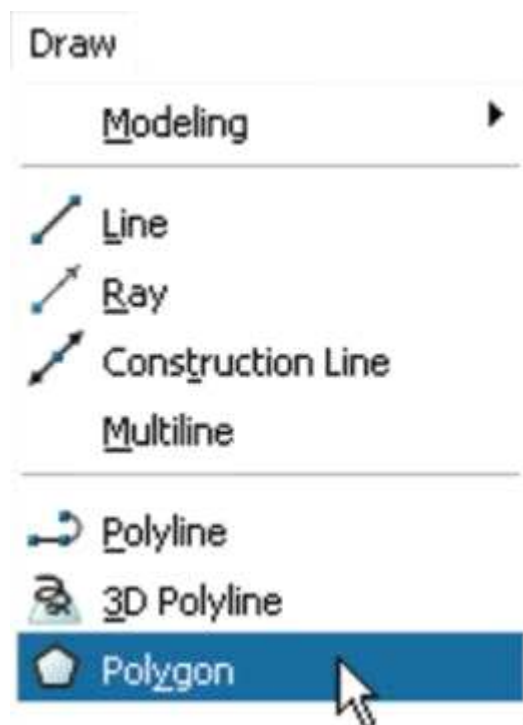 Draw
Modeling
Line
Ray
Construction Line
Multiline
Polyline
3D Polyline
Polygon